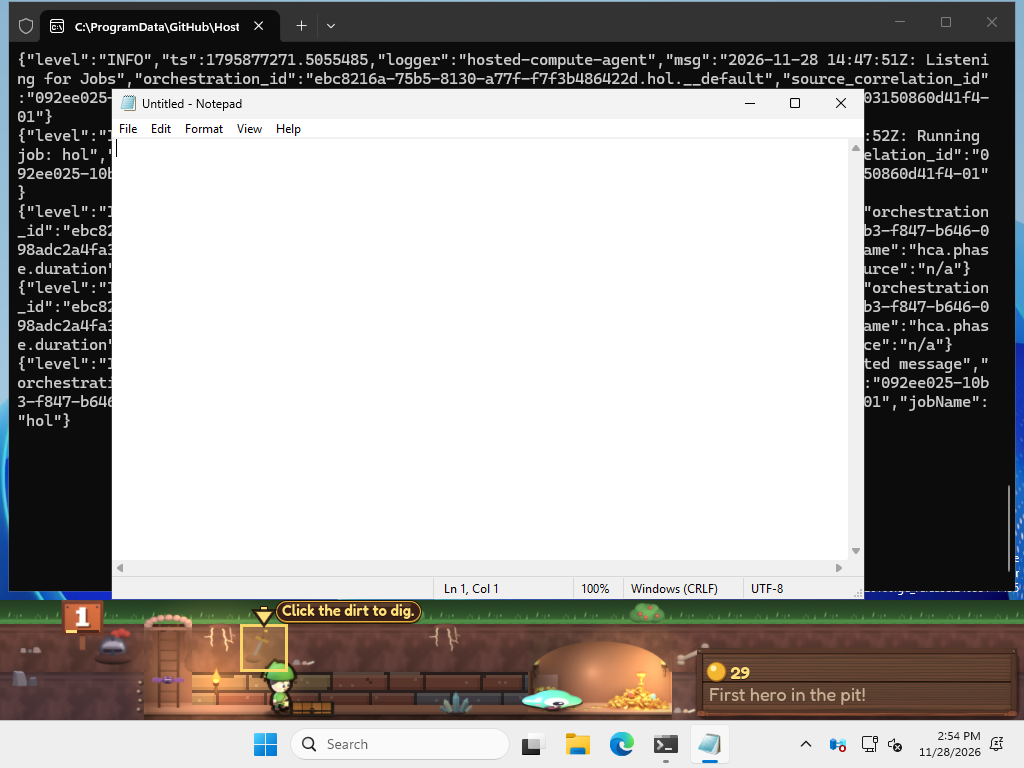 C:\ProgramData\GitHub\Host
{"level":"INFO","ts":1795877271.5055485,"logger":"hosted-compute-agent","msg":"2026-11-28 14:47:51Z: Listeni
ng for Jobs","orchestration_id":"ebc8216a-75b5-8130-a77f-f7f3b486422d.hol.__default","source_correlation_id"
:"092ee025- 03150860d41f4-
01"}
{"level":" :52Z: Running
job: hol"," elation_id":"0
92ee025-10b 50860d41f4-01"
}
{"level":" "orchestration
_id":"ebc82 b3-f847-b646-0
98adc2a4fa3 ame":"hca.phas
e.duration" urce":"n/a"}
{"level":" "orchestration
_id":"ebc82 b3-f847-b646-0
98adc2a4fa3 ame":"hca.phas
e.duration" ce":"n/a"}
{"level":" ted message","
orchestrati :"092ee025-10b
3-f847-b646 01","jobName":
"hol"}
Untitled - Notepad
File Edit Format View Help
Ln 1, Col 1 100% Windows (CRLF) UTF-8
1
Click the dirt to dig.
29
First hero in the pit!
Search
2:54 PM
11/28/2026